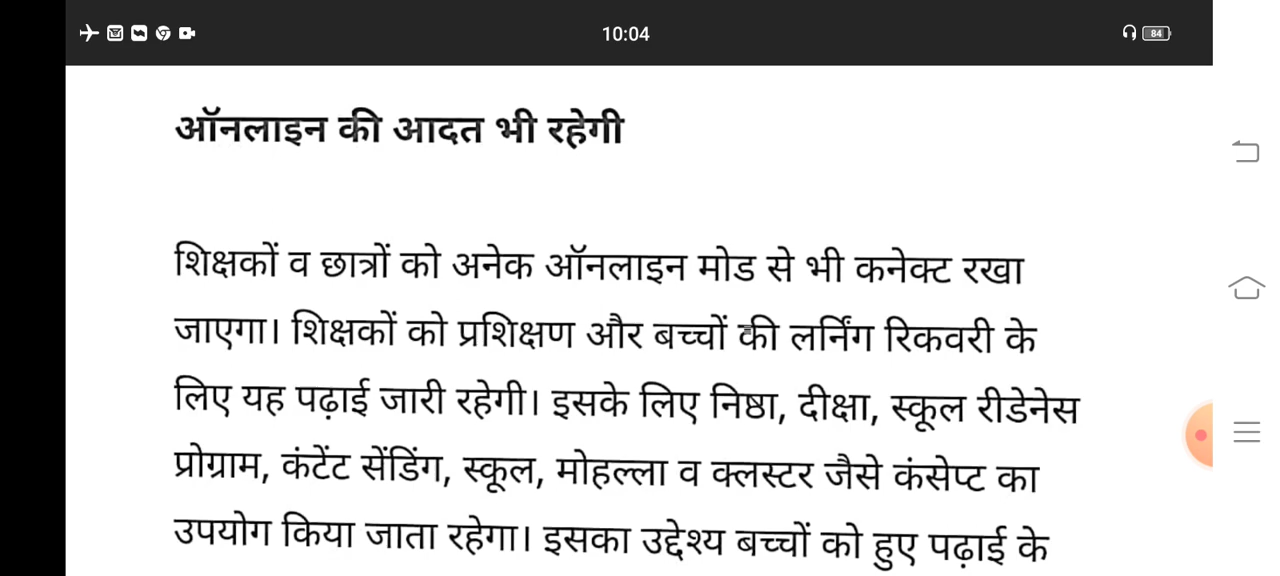 10:04
84
ऑनलाइन की आदत भी रहेगी
शिक्षकों व छात्रों को अनेक ऑनलाइन मोड से भी कनेक्ट रखा
जाएगा। शिक्षकों को प्रशिक्षण और बच्चों की लर्निंग रिकवरी के
लिए यह पढ़ाई जारी रहेगी। इसके लिए निष्ठा, दीक्षा, स्कूल रीडेनेस
प्रोग्राम, कंटेंट सेंडिंग, स्कूल, मोहल्ला व क्लस्टर जैसे कंसेप्ट का
उपयोग किया जाता रहेगा। इसका उद्देश्य बच्चों को हुए पढ़ाई के